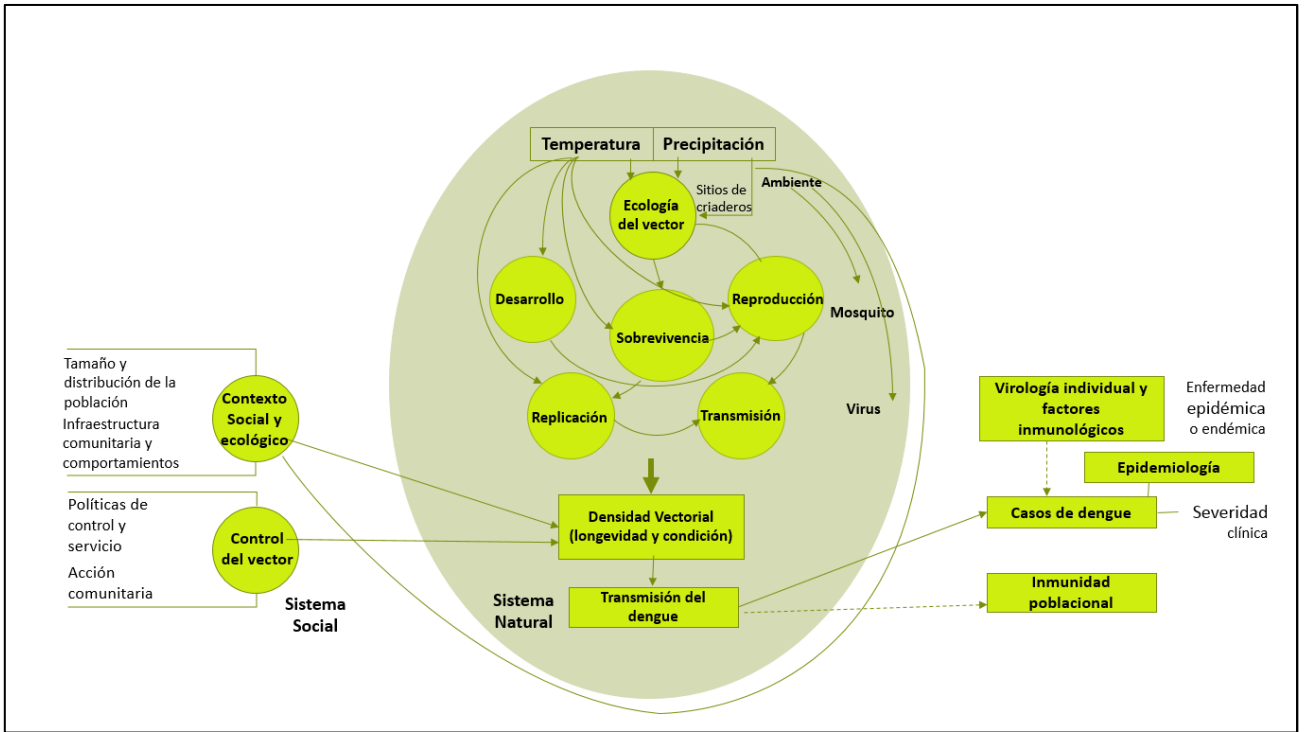 Temperatura
Precipitación
Ecología
del vector
Sitios de
criaderos
Ambiente
Desarrollo
Sobrevivencia
Reproducción
Mosquito
Replicación
Transmisión
Virus
Tamaño y
distribución de la
población
Infraestructura
comunitaria y
comportamientos
Contexto
Social y
ecológico
Políticas de
control y
servicio
Acción
comunitaria
Control
del vector
Sistema
Social
Densidad Vectorial
(longevidad y condición)
Sistema
Natural
Transmisión del
dengue
Virología individual y
factores
inmunológicos
Enfermedad
epidémica
o endémica
Epidemiología
Casos de dengue
Severidad
clínica
Inmunidad
poblacional